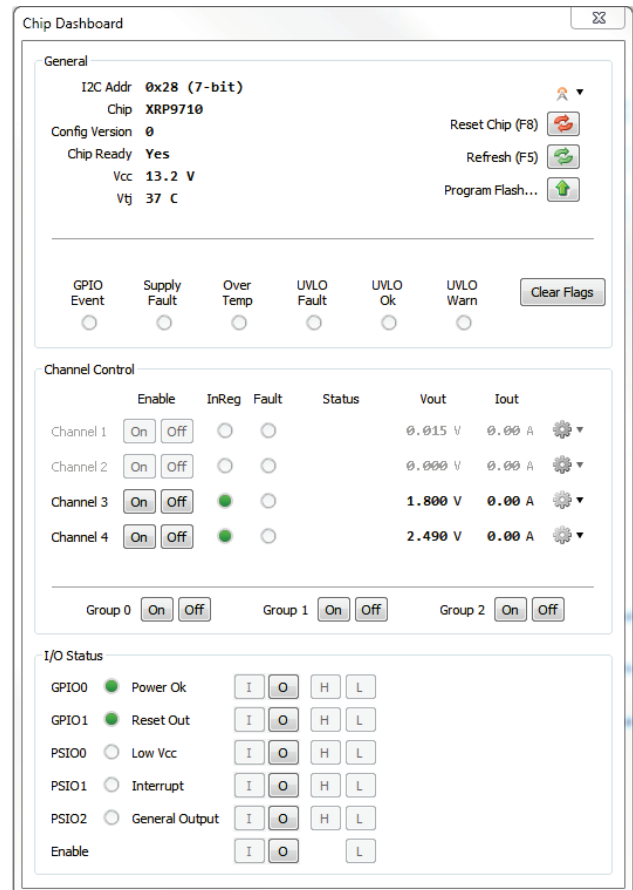 Chip Dashboard
General
I2C Addr 0x28 (7-bit)
Chip XRP9710
Config Version 0
Chip Ready Yes
Vcc 13.2 V
Vtj 37 C
Reset Chip (F8)
Refresh (F5)
Program Flash...
GPIO Event Supply Fault Over Temp UVLO Fault UVLO Ok UVLO Warn Clear Flags
Channel Control
Enable InReg Fault Status Vout Iout
Channel 1 On Off 0.015 V 0.00 A
Channel 2 On Off 0.000 V 0.00 A
Channel 3 On Off 1.800 V 0.00 A
Channel 4 On Off 2.490 V 0.00 A
Group 0 On Off Group 1 On Off Group 2 On Off
I/O Status
GPIO0 Power Ok I O H L
GPIO1 Reset Out I O H L
PSIO0 Low Vcc I O H L
PSIO1 Interrupt I O H L
PSIO2 General Output I O H L
Enable I O L